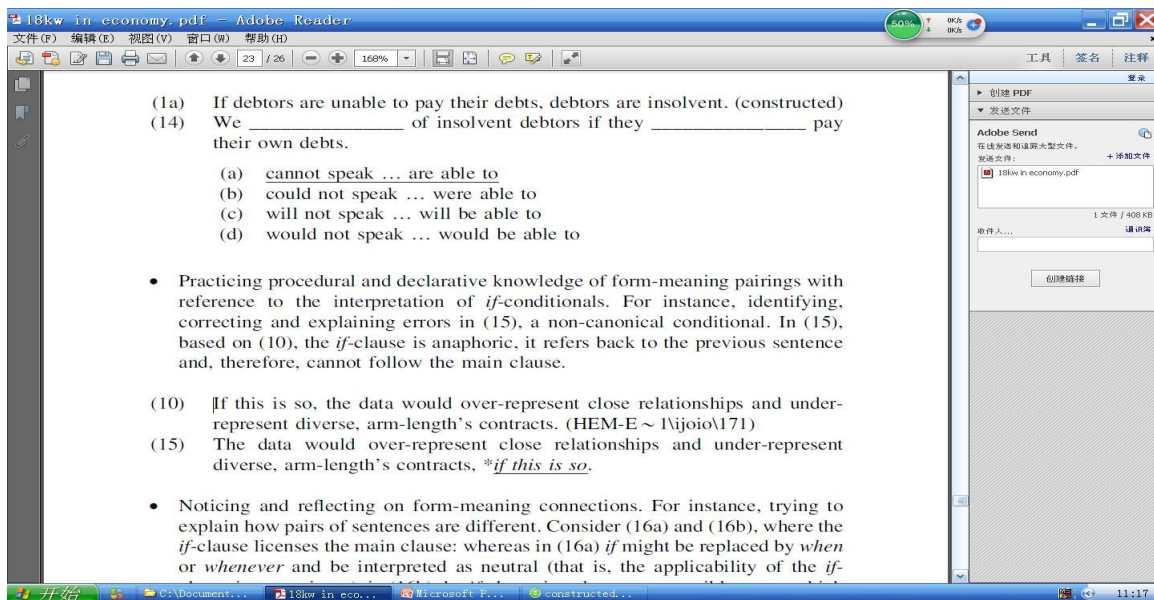 18kw in economy.pdf - Adobe Reader
50% 0K/s
0K/s
文件(F) 编辑(E) 视图(V) 窗口(W) 帮助(H)
23 / 26 168% 工具 签名 注释
登录
(1a) If debtors are unable to pay their debts, debtors are insolvent. (constructed)
(14) We _______________ of insolvent debtors if they _______________ pay
their own debts.
(a) cannot speak … are able to
(b) could not speak … were able to
(c) will not speak … will be able to
(d) would not speak … would be able to
• Practicing procedural and declarative knowledge of form-meaning pairings with
reference to the interpretation of if-conditionals. For instance, identifying,
correcting and explaining errors in (15), a non-canonical conditional. In (15),
based on (10), the if-clause is anaphoric, it refers back to the previous sentence
and, therefore, cannot follow the main clause.
(10) If this is so, the data would over-represent close relationships and under-
represent diverse, arm-length's contracts. (HEM-E ~ 1\ijoio\171)
(15) The data would over-represent close relationships and under-represent
diverse, arm-length's contracts, *if this is so.
• Noticing and reflecting on form-meaning connections. For instance, trying to
explain how pairs of sentences are different. Consider (16a) and (16b), where the
if-clause licenses the main clause: whereas in (16a) if might be replaced by when
or whenever and be interpreted as neutral (that is, the applicability of the if-
创建 PDF
发送文件
Adobe Send
在线发送和追踪大型文件。
发送文件: + 添加文件
18kw in economy.pdf
1 文件 / 408 KB
收件人... 通讯簿
创建链接
开始 C:\Document... 18kw in eco... Microsoft P... constructed... 11:17